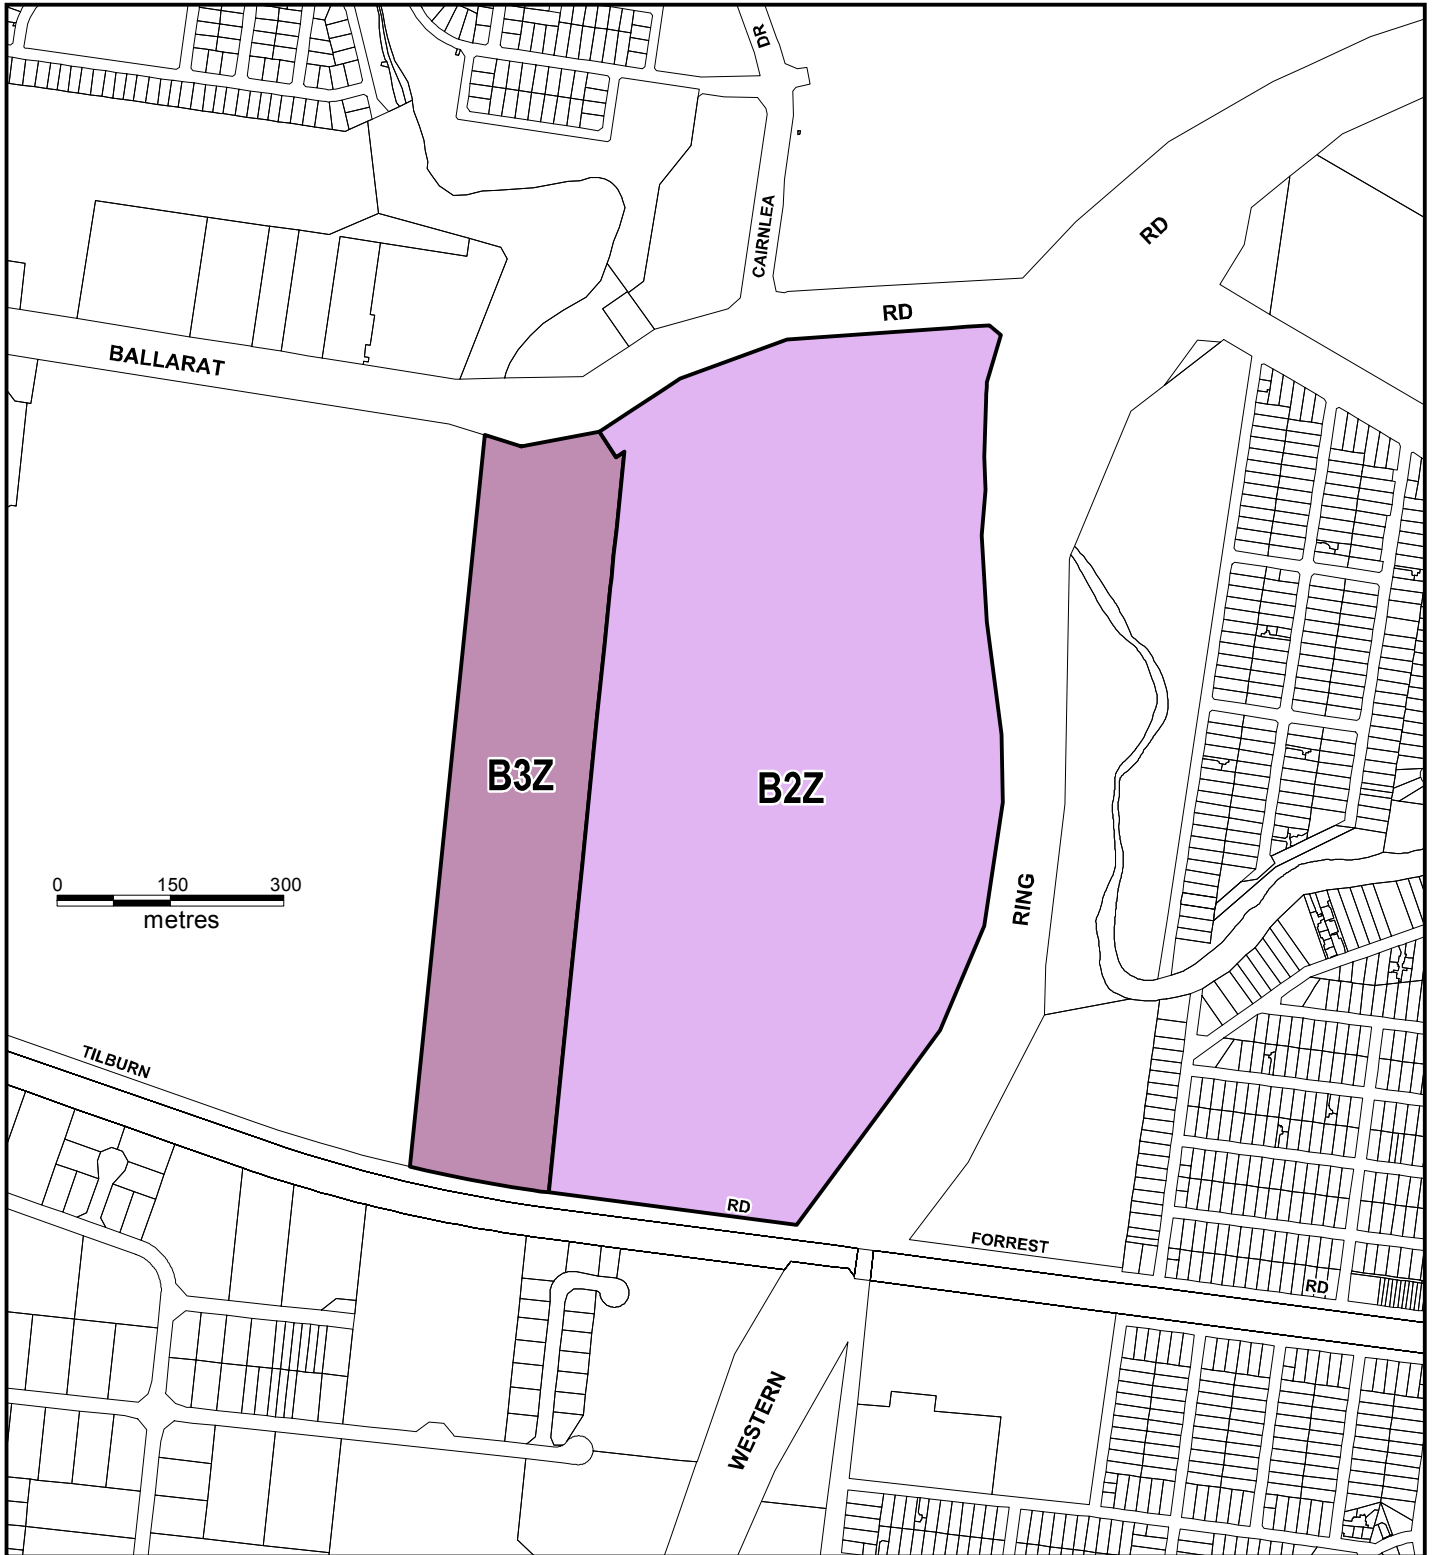 DR
CAIRNLEA
RD
RD
BALLARAT
B3Z
B2Z
0 150 300
metres
RING
TILBURN
RD
FORREST
RD
WESTERN